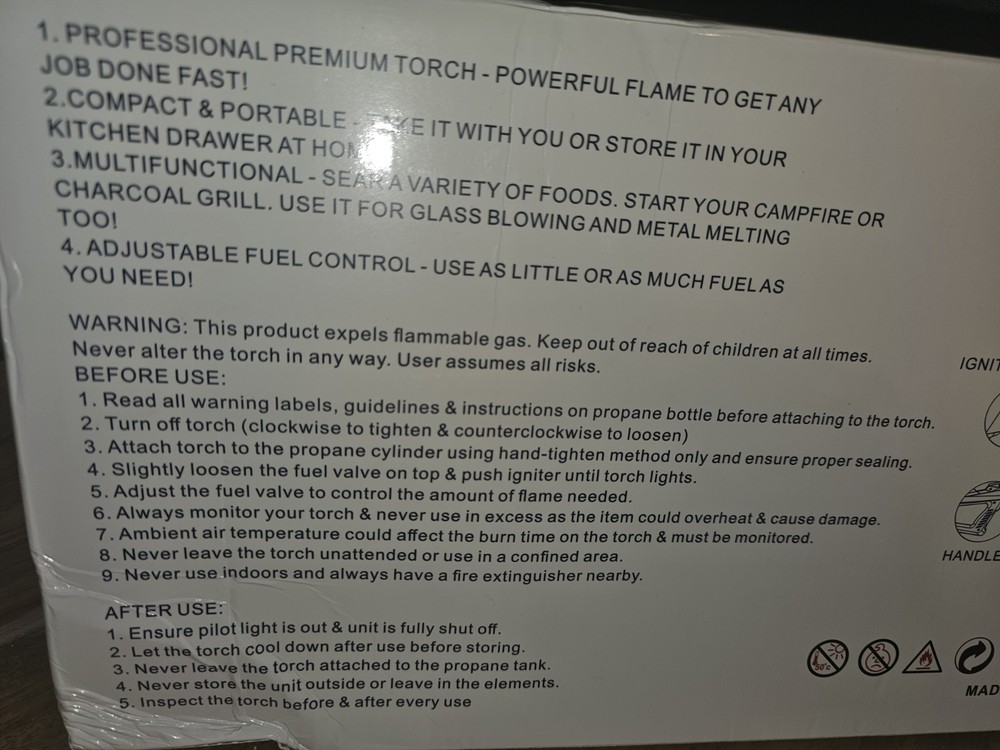 1. PROFESSIONAL PREMIUM TORCH - POWERFUL FLAME TO GET ANY
JOB DONE FAST!
2.COMPACT & PORTABLE - TAKE IT WITH YOU OR STORE IT IN YOUR
KITCHEN DRAWER AT HOM
3.MULTIFUNCTIONAL - SEAR A VARIETY OF FOODS. START YOUR CAMPFIRE OR
CHARCOAL GRILL. USE IT FOR GLASS BLOWING AND METAL MELTING
TOO!
4. ADJUSTABLE FUEL CONTROL - USE AS LITTLE OR AS MUCH FUEL AS
YOU NEED!
WARNING: This product expels flammable gas. Keep out of reach of children at all times.
Never alter the torch in any way. User assumes all risks.
BEFORE USE:
1. Read all warning labels, guidelines & instructions on propane bottle before attaching to the torch.
2. Turn off torch (clockwise to tighten & counterclockwise to loosen)
3. Attach torch to the propane cylinder using hand-tighten method only and ensure proper sealing.
4. Slightly loosen the fuel valve on top & push igniter until torch lights.
5. Adjust the fuel valve to control the amount of flame needed.
6. Always monitor your torch & never use in excess as the item could overheat & cause damage.
7. Ambient air temperature could affect the burn time on the torch & must be monitored.
8. Never leave the torch unattended or use in a confined area.
9. Never use indoors and always have a fire extinguisher nearby.
AFTER USE:
1. Ensure pilot light is out & unit is fully shut off.
2. Let the torch cool down after use before storing.
3. Never leave the torch attached to the propane tank.
4. Never store the unit outside or leave in the elements.
5. Inspect the torch before & after every use
IGNIT
HANDLE
50°C
MAD